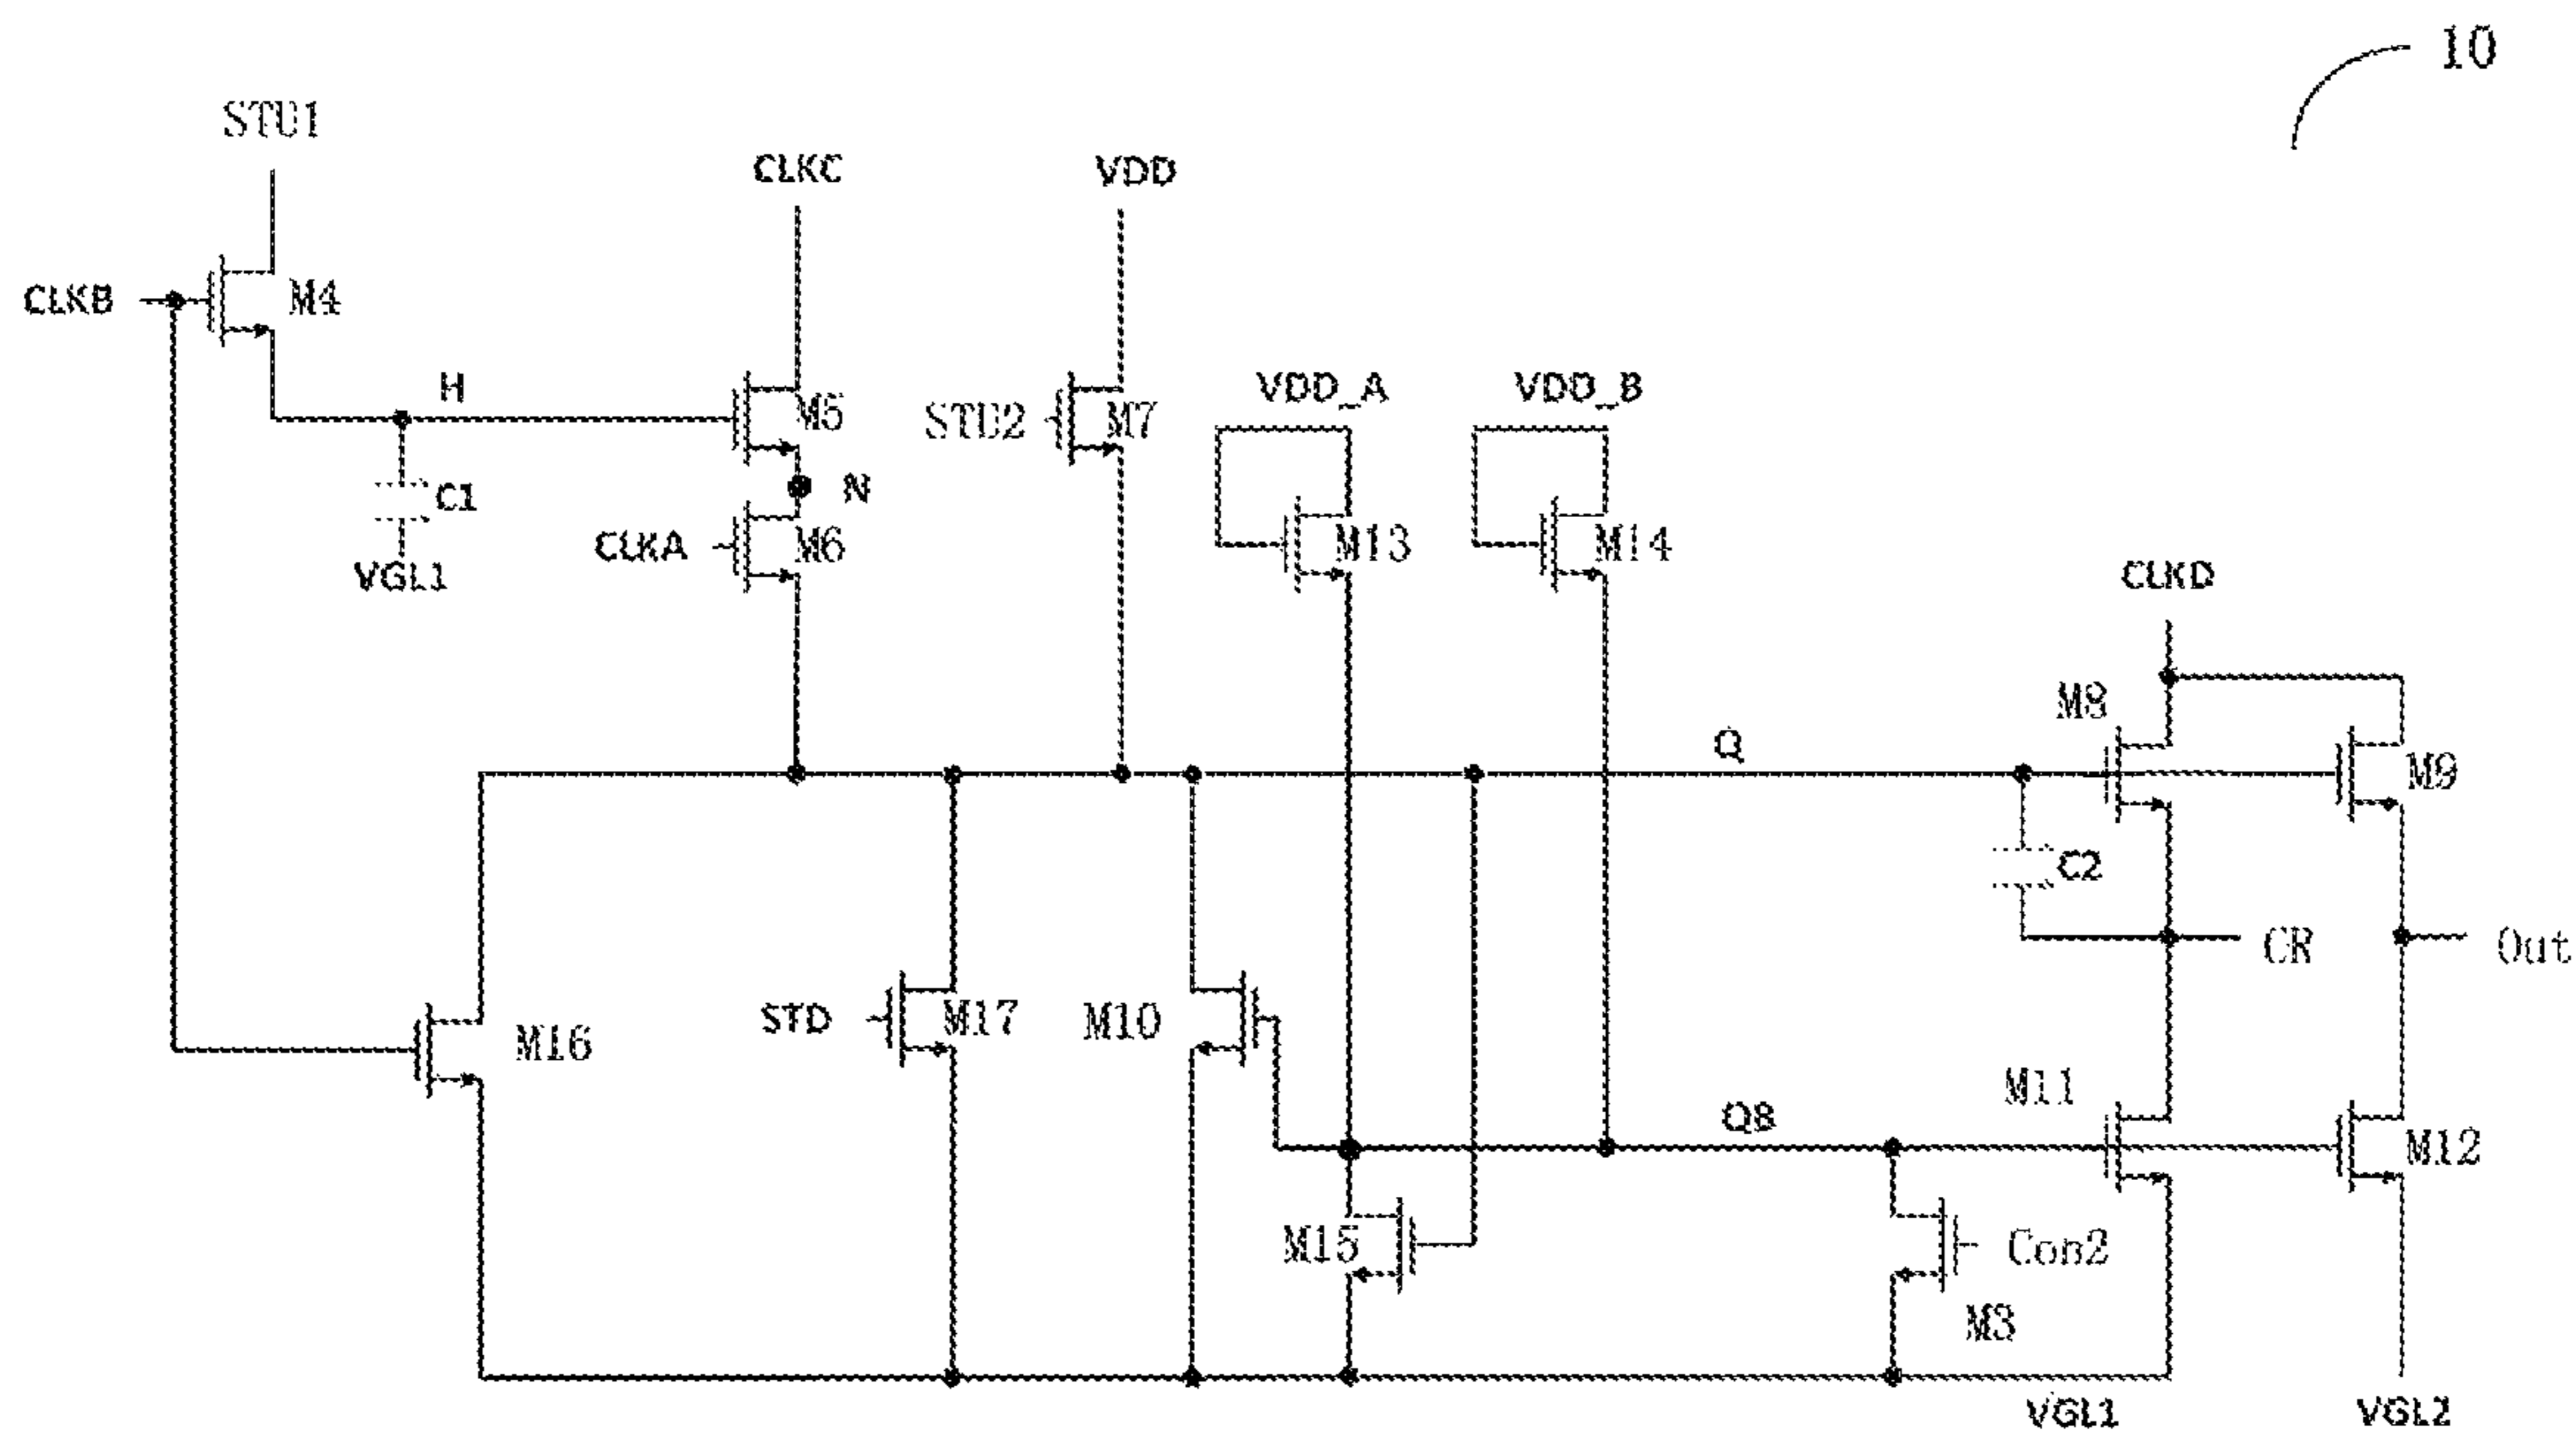 10
STU1
CLKC
VDD
CLKB
M4
H
M5
STU2
M7
VDD_A
VDD_B
C1
N
VGL1
CLKA
M6
M13
M14
CLKD
M8
Q
M9
C2
CR
Out
M16
STD
M17
M10
M11
QB
M12
M15
Con2
M3
VGL1
VGL2